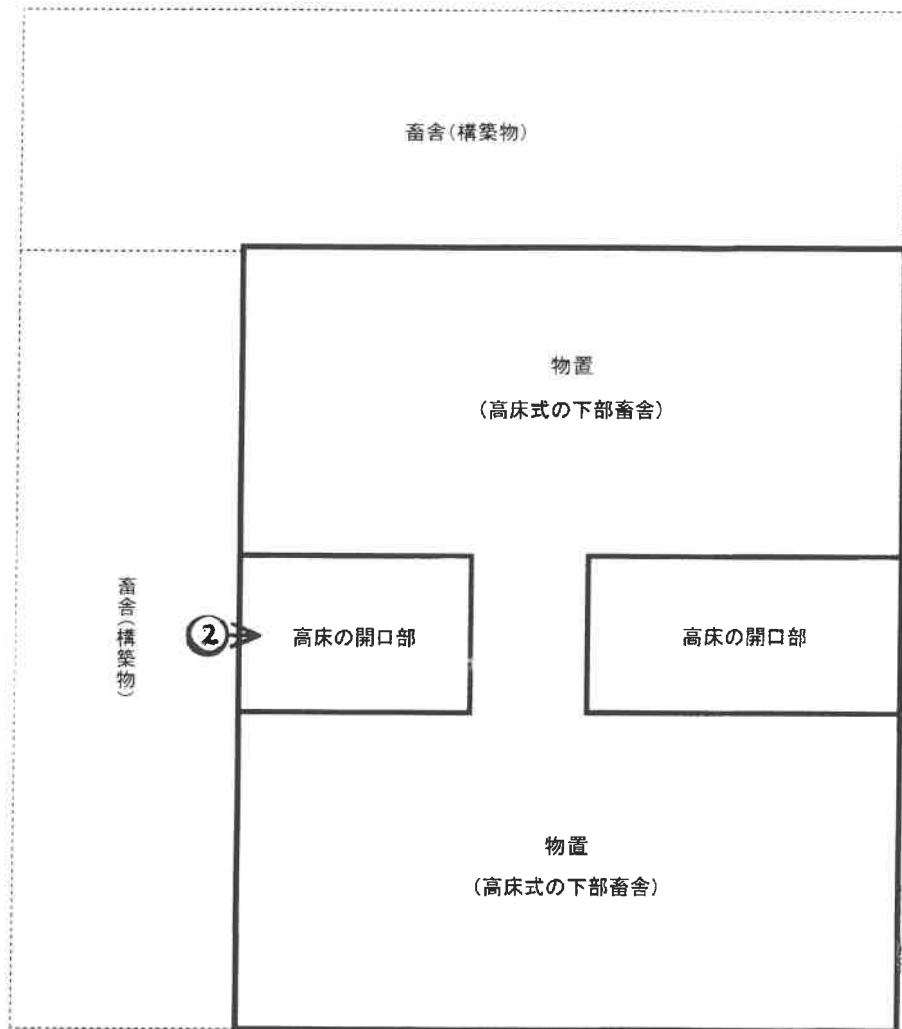 畜舎(構築物)
物置
(高床式の下部畜舎)
畜舎(構築物)
②
高床の開口部
高床の開口部
物置
(高床式の下部畜舎)